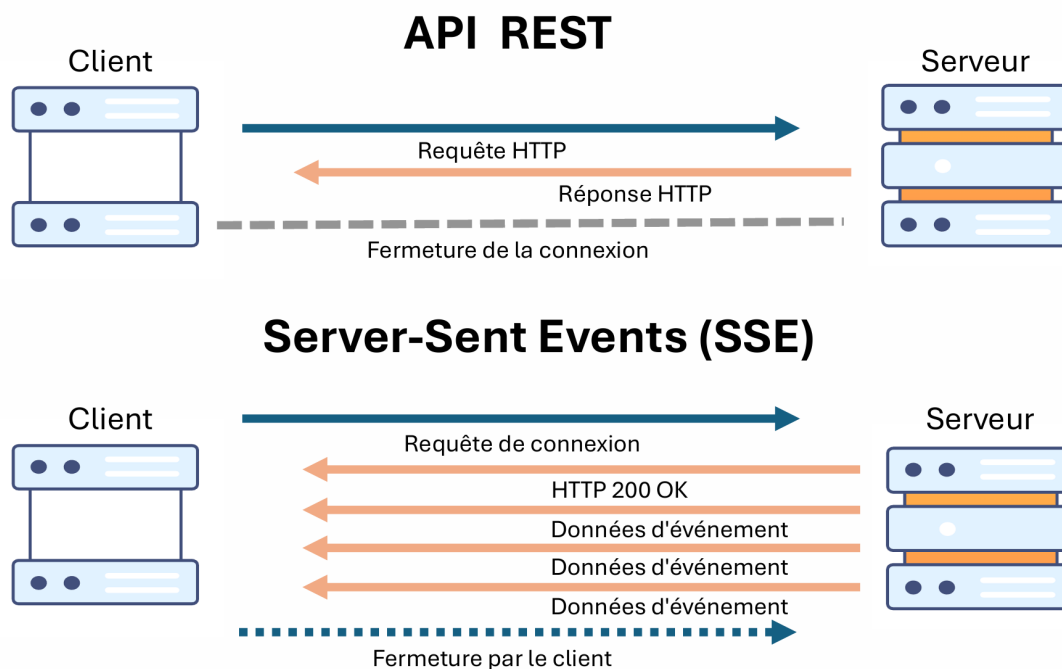 API REST
Client
Serveur
Requête HTTP
Réponse HTTP
Fermeture de la connexion
Server-Sent Events (SSE)
Client
Serveur
Requête de connexion
HTTP 200 OK
Données d'événement
Données d'événement
Données d'événement
Fermeture par le client